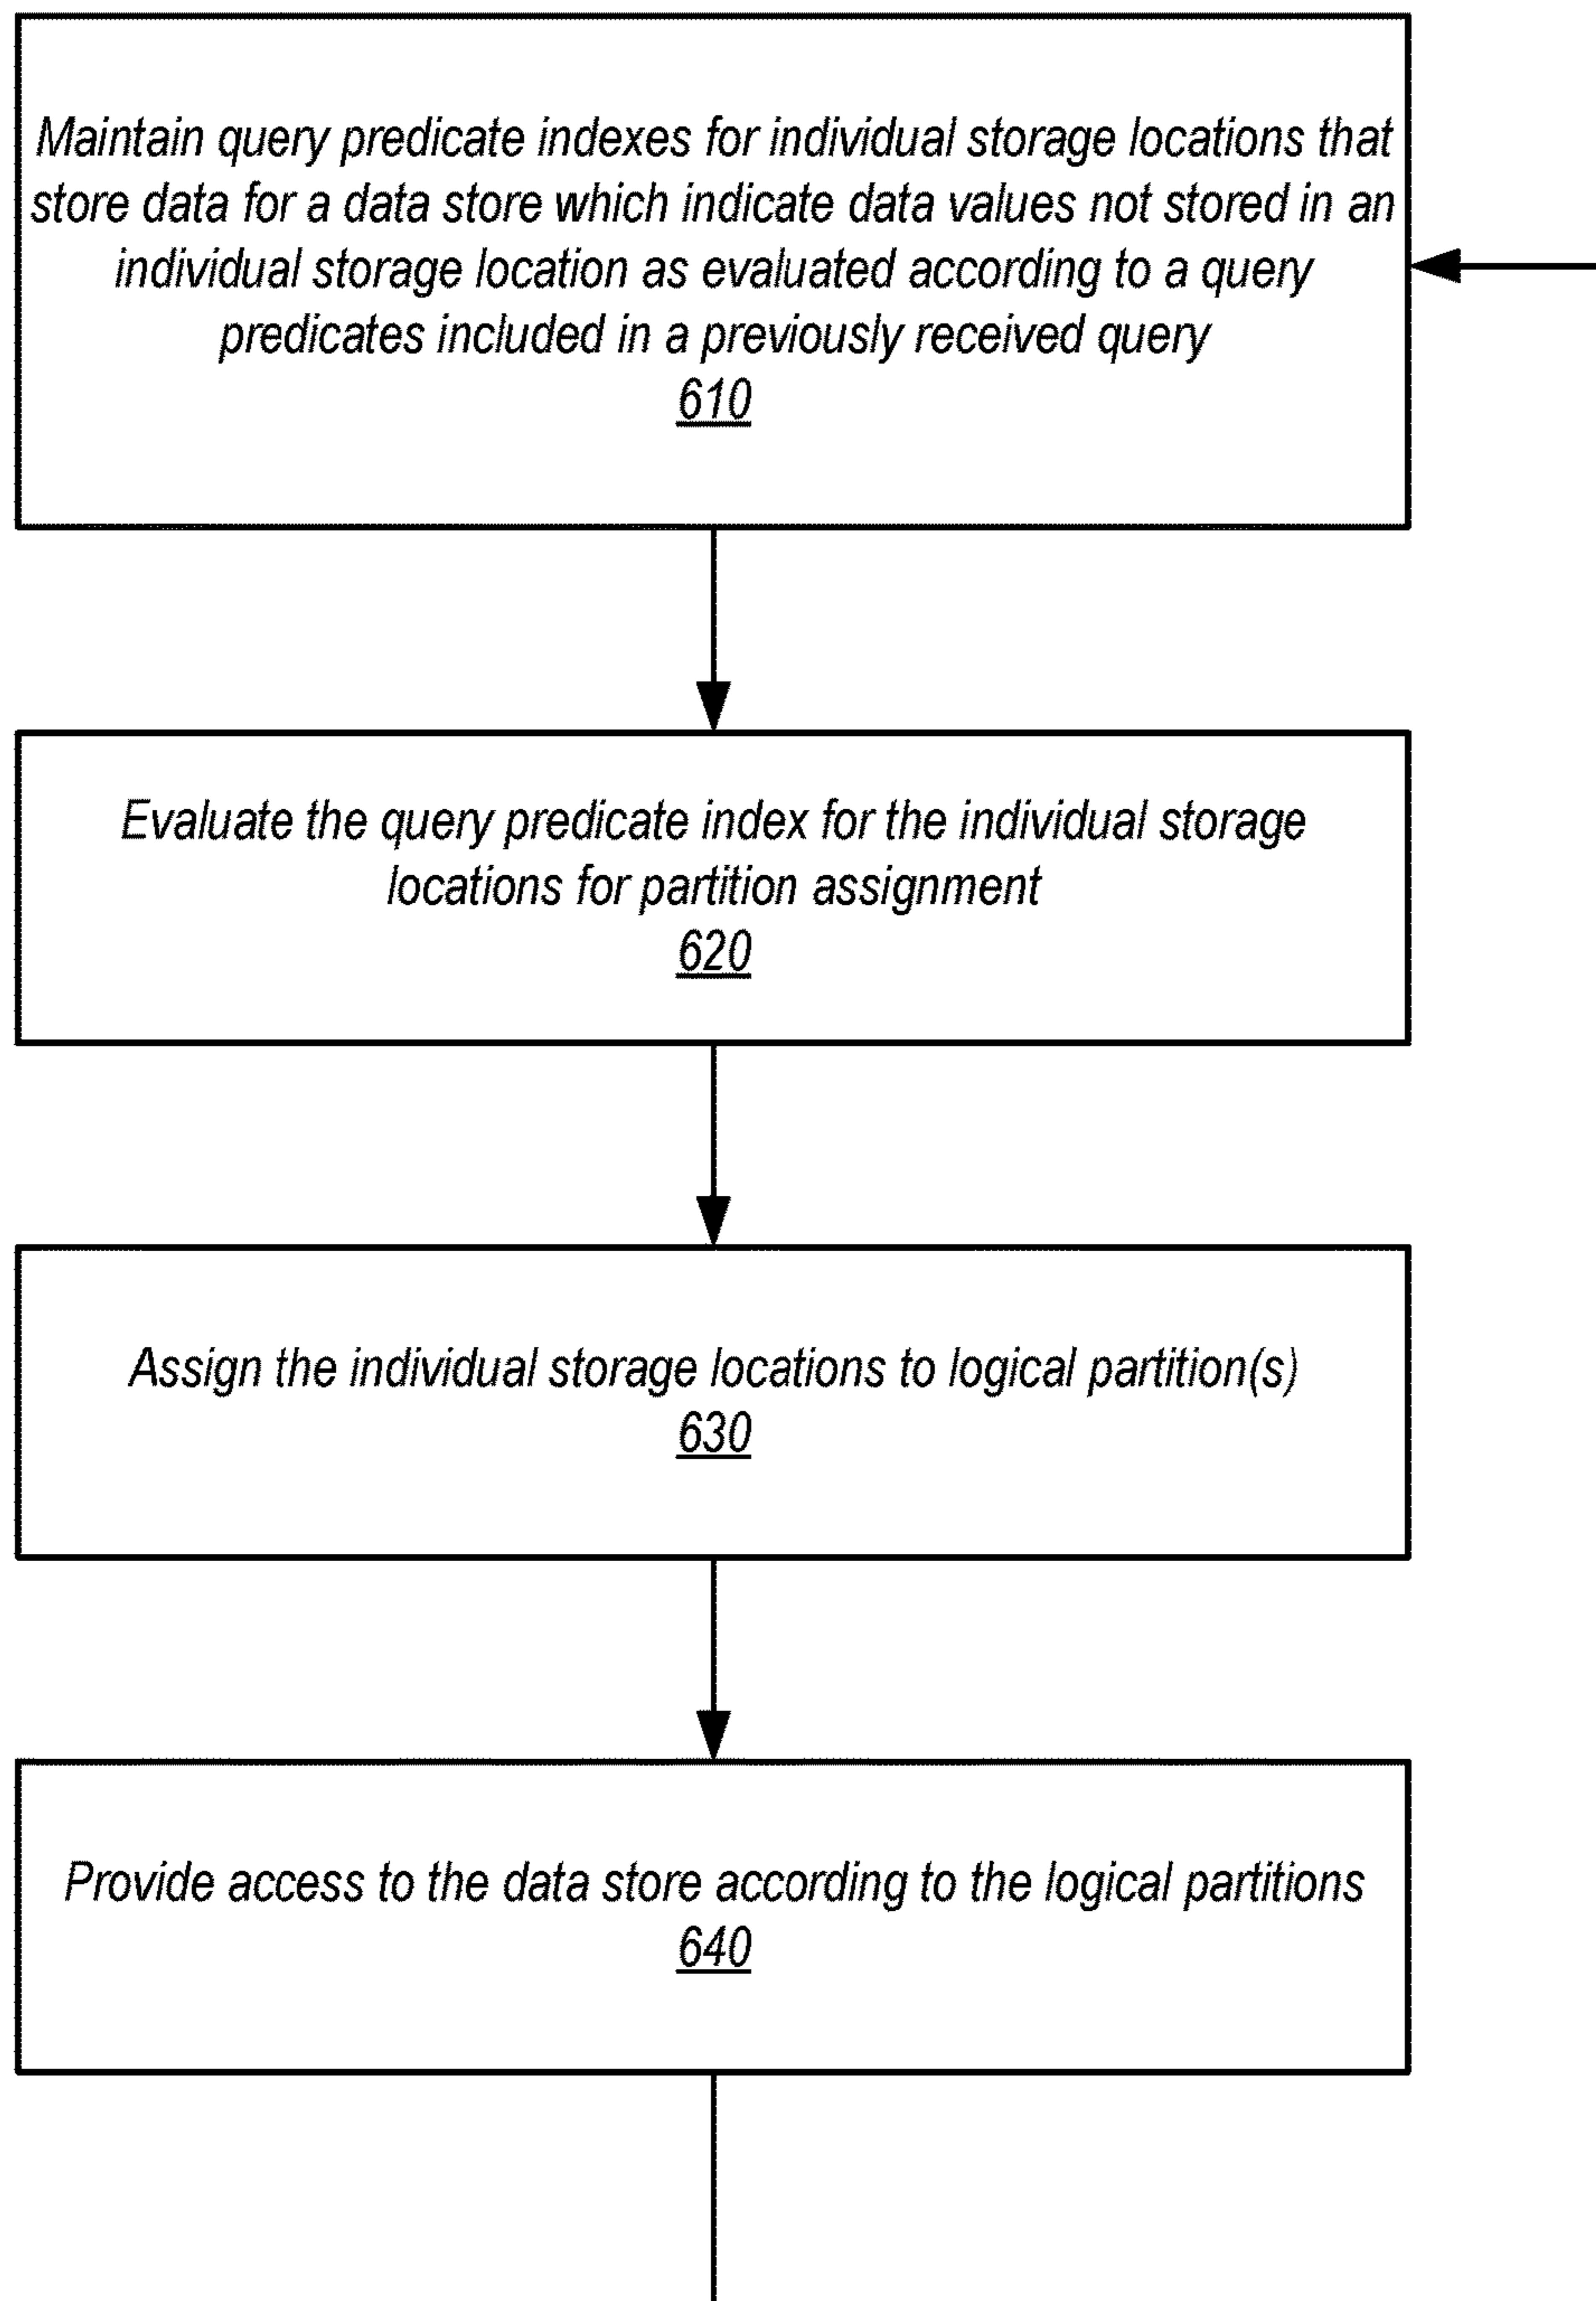 Maintain query predicate indexes for individual storage locations that
store data for a data store which indicate data values not stored in an
individual storage location as evaluated according to a query
predicates included in a previously received query
610
Evaluate the query predicate index for the individual storage
locations for partition assignment
620
Assign the individual storage locations to logical partition(s)
630
Provide access to the data store according to the logical partitions
640